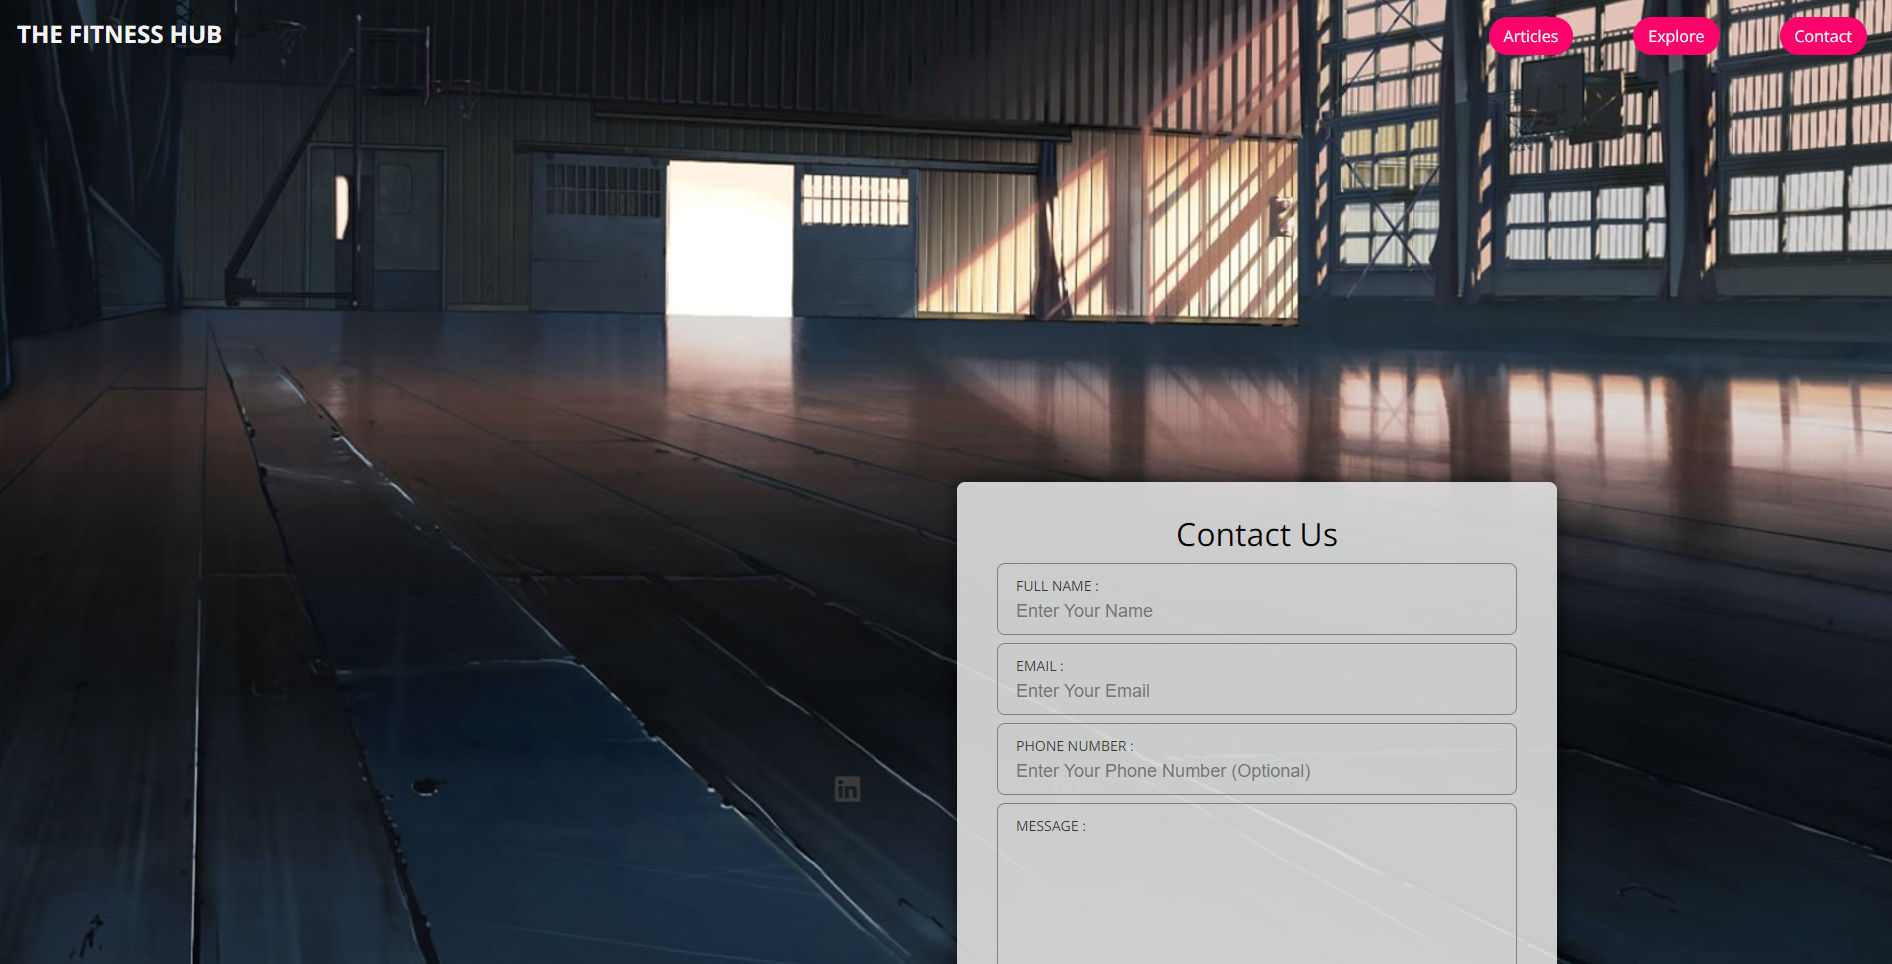 THE FITNESS HUB
Articles
Explore
Contact
Contact Us
FULL NAME :
Enter Your Name
EMAIL :
Enter Your Email
PHONE NUMBER :
Enter Your Phone Number (Optional)
MESSAGE :
in